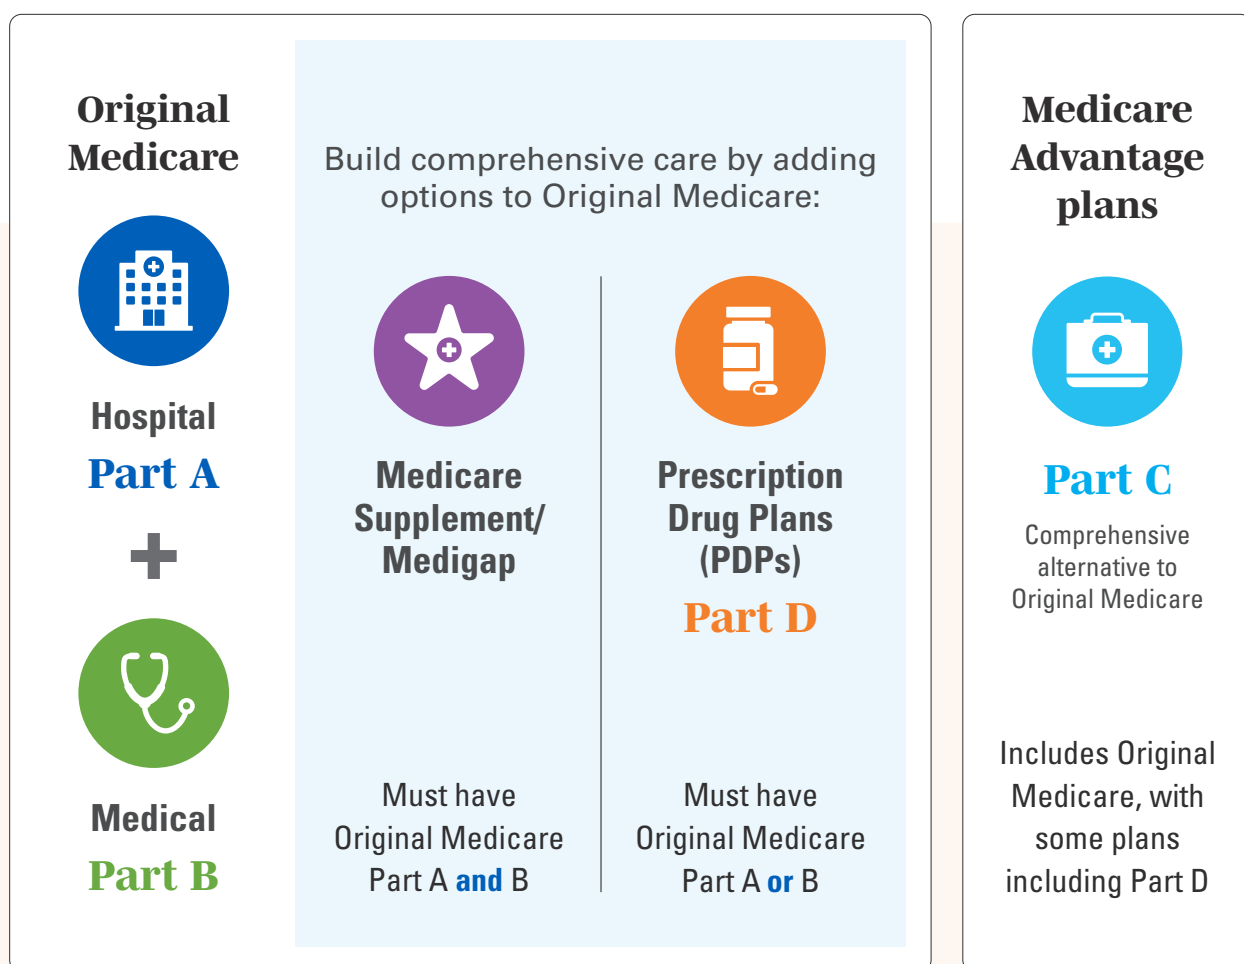 Original
Medicare
Hospital
Part A
+
Medical
Part B
Build comprehensive care by adding
options to Original Medicare:
Medicare
Supplement/
Medigap
Must have
Original Medicare
Part A and B
Prescription
Drug Plans
(PDPs)
Part D
Must have
Original Medicare
Part A or B
Medicare
Advantage
plans
Part C
Comprehensive
alternative to
Original Medicare
Includes Original
Medicare, with
some plans
including Part D